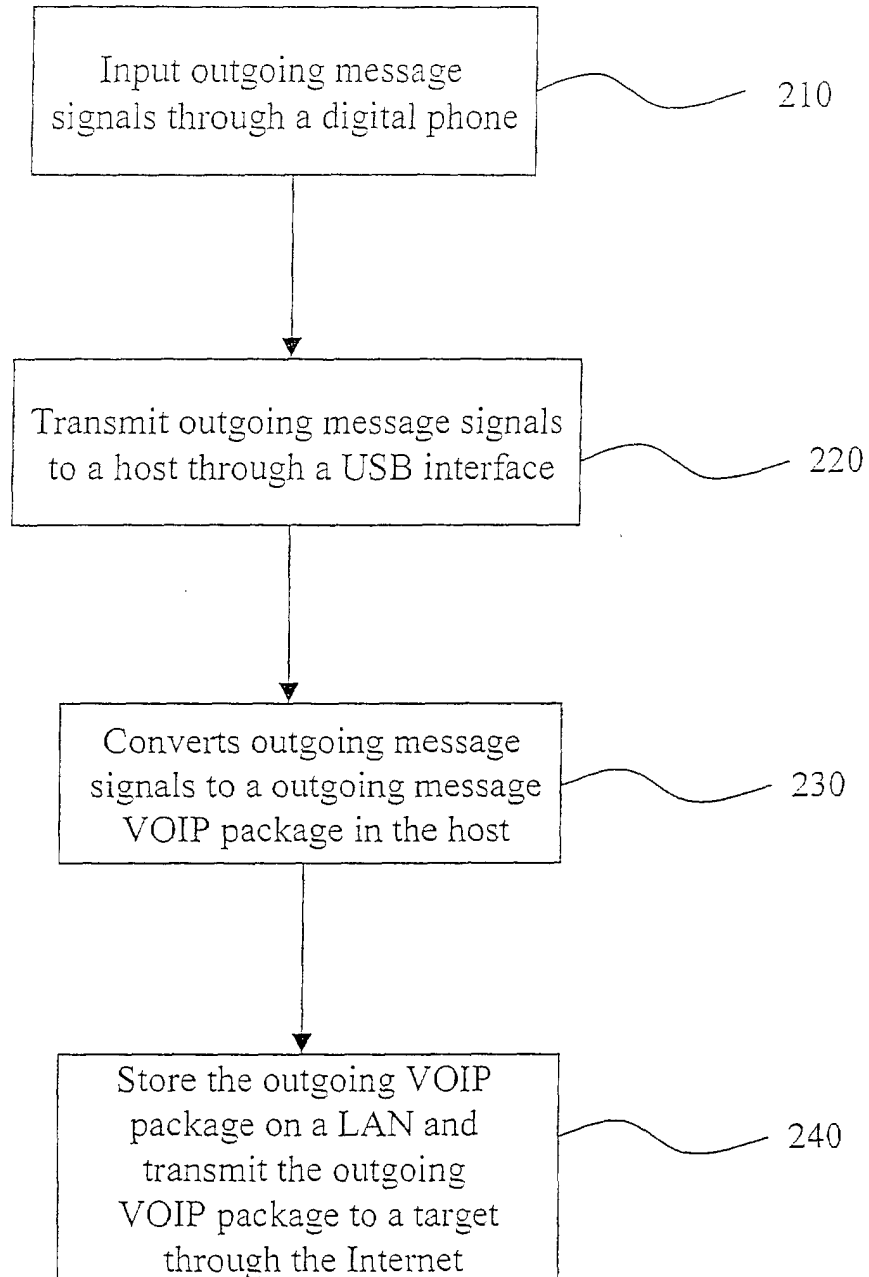 Input outgoing message
signals through a digital phone
210
Transmit outgoing message signals
to a host through a USB interface
220
Converts outgoing message
signals to a outgoing message
VOIP package in the host
230
Store the outgoing VOIP
package on a LAN and
transmit the outgoing
VOIP package to a target
through the Internet
240